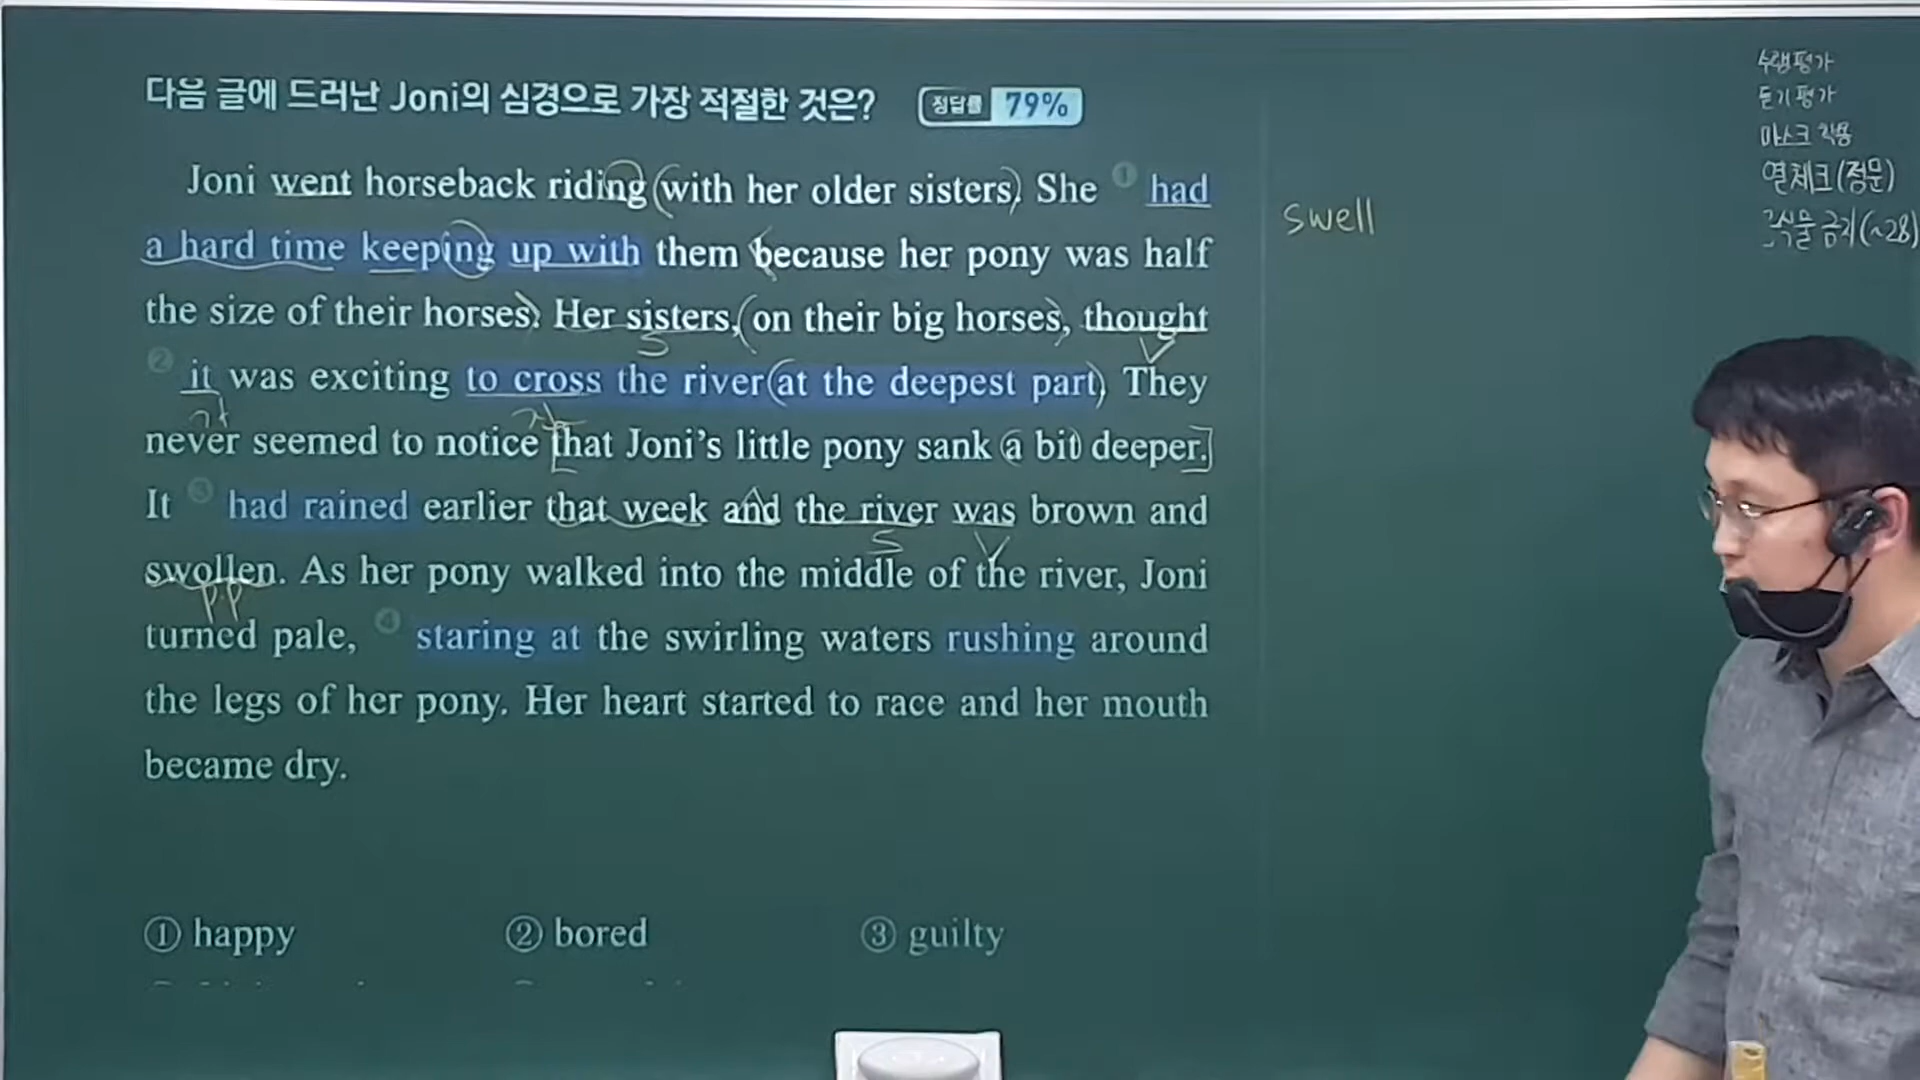 다음 글에 드러난 Joni의 심경으로 가장 적절한 것은? 정답률 79%
Joni went horseback riding (with her older sisters). She ① had
a hard time keeping up with them because her pony was half
the size of their horses. Her sisters, (on their big horses), thought
S
V
② it was exciting to cross the river (at the deepest part). They
가
never seemed to notice [that Joni's little pony sank (a bit) deeper.]
It ③ had rained earlier that week and the river was brown and
S V
swollen. As her pony walked into the middle of the river, Joni
p.p
turned pale, ④ staring at the swirling waters rushing around
the legs of her pony. Her heart started to race and her mouth
became dry.
① happy ② bored ③ guilty
swell
수행평가
듣기평가
마스크 착용
열체크(정문)
금지(~28)